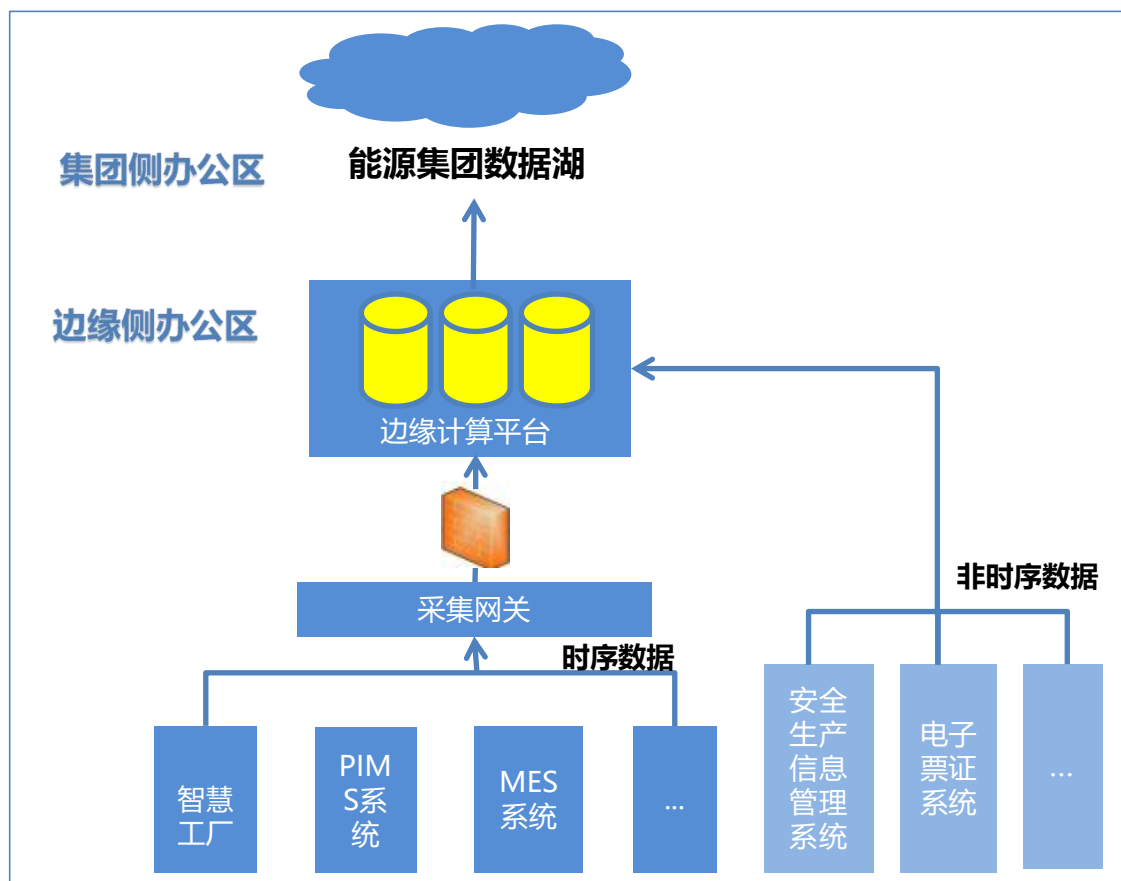 集团侧办公区
能源集团数据湖
边缘侧办公区
边缘计算平台
非时序数据
采集网关
时序数据
智慧
工厂
PIM
S系
统
MES
系统
...
安全
生产
信息
管理
系统
电子
票证
系统
...